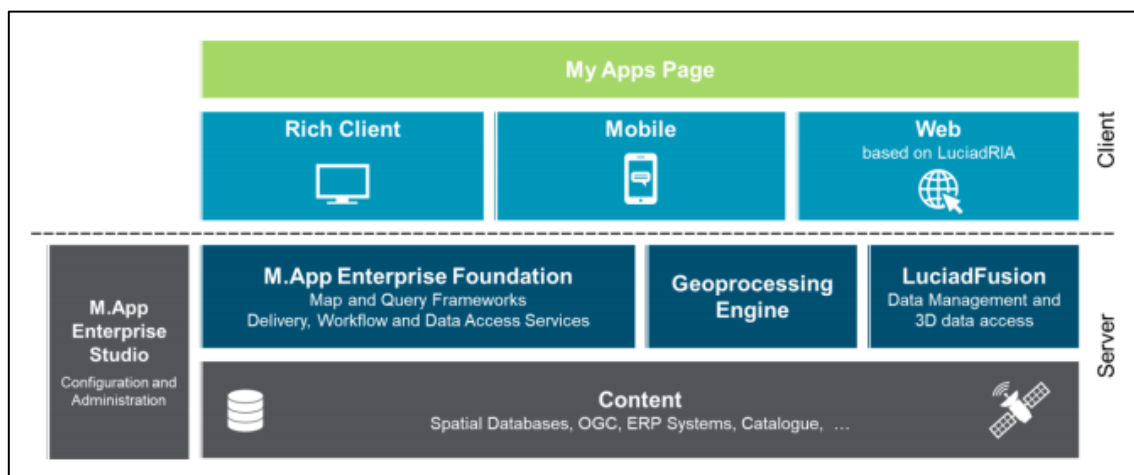 My Apps Page
Rich Client
Mobile
Web
based on LuciadRIA
Client
M.App
Enterprise
Studio
Configuration and
Administration
M.App Enterprise Foundation
Map and Query Frameworks
Delivery, Workflow and Data Access Services
Geoprocessing
Engine
LuciadFusion
Data Management and
3D data access
Content
Spatial Databases, OGC, ERP Systems, Catalogue, ...
Server